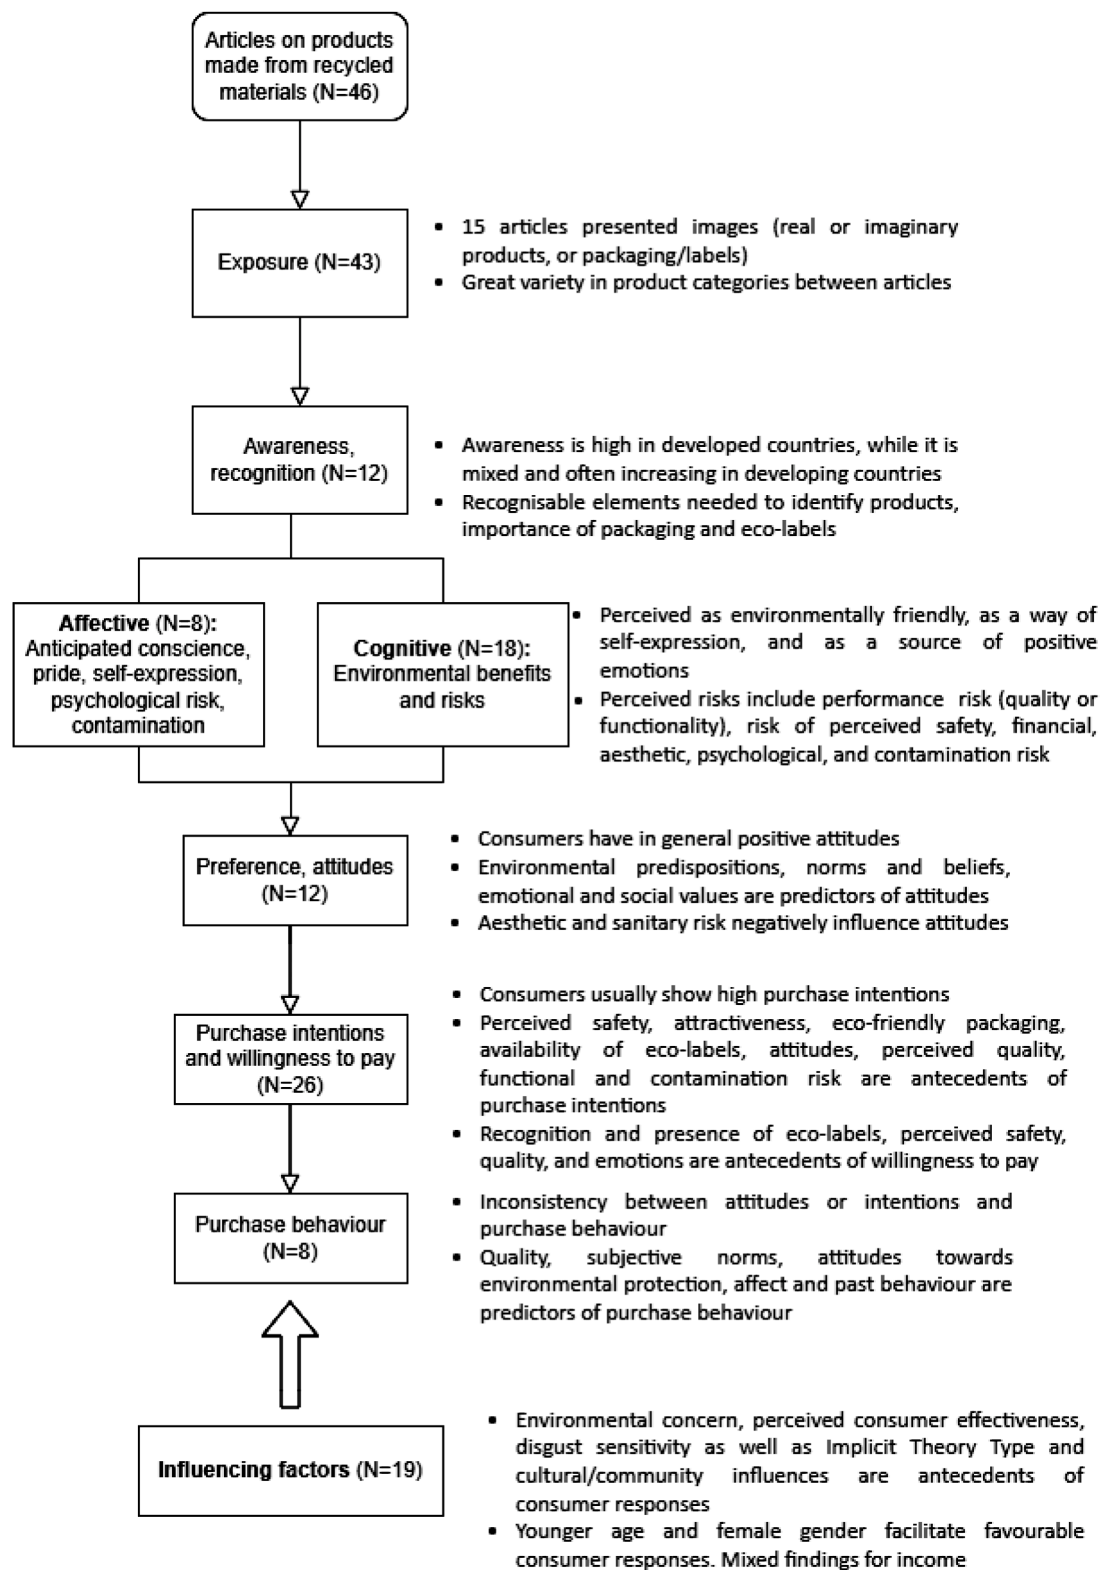 Articles on products
made from recycled
materials (N=46)
Exposure (N=43)
• 15 articles presented images (real or imaginary
products, or packaging/labels)
• Great variety in product categories between articles
Awareness,
recognition (N=12)
• Awareness is high in developed countries, while it is
mixed and often increasing in developing countries
• Recognisable elements needed to identify products,
importance of packaging and eco-labels
Affective (N=8):
Anticipated conscience,
pride, self-expression,
psychological risk,
contamination
Cognitive (N=18):
Environmental benefits
and risks
• Perceived as environmentally friendly, as a way of
self-expression, and as a source of positive
emotions
• Perceived risks include performance risk (quality or
functionality), risk of perceived safety, financial,
aesthetic, psychological, and contamination risk
Preference, attitudes
(N=12)
• Consumers have in general positive attitudes
• Environmental predispositions, norms and beliefs,
emotional and social values are predictors of attitudes
• Aesthetic and sanitary risk negatively influence attitudes
Purchase intentions
and willingness to pay
(N=26)
• Consumers usually show high purchase intentions
• Perceived safety, attractiveness, eco-friendly packaging,
availability of eco-labels, attitudes, perceived quality,
functional and contamination risk are antecedents of
purchase intentions
• Recognition and presence of eco-labels, perceived safety,
quality, and emotions are antecedents of willingness to pay
Purchase behaviour
(N=8)
• Inconsistency between attitudes or intentions and
purchase behaviour
• Quality, subjective norms, attitudes towards
environmental protection, affect and past behaviour are
predictors of purchase behaviour
Influencing factors (N=19)
• Environmental concern, perceived consumer effectiveness,
disgust sensitivity as well as Implicit Theory Type and
cultural/community influences are antecedents of
consumer responses
• Younger age and female gender facilitate favourable
consumer responses. Mixed findings for income